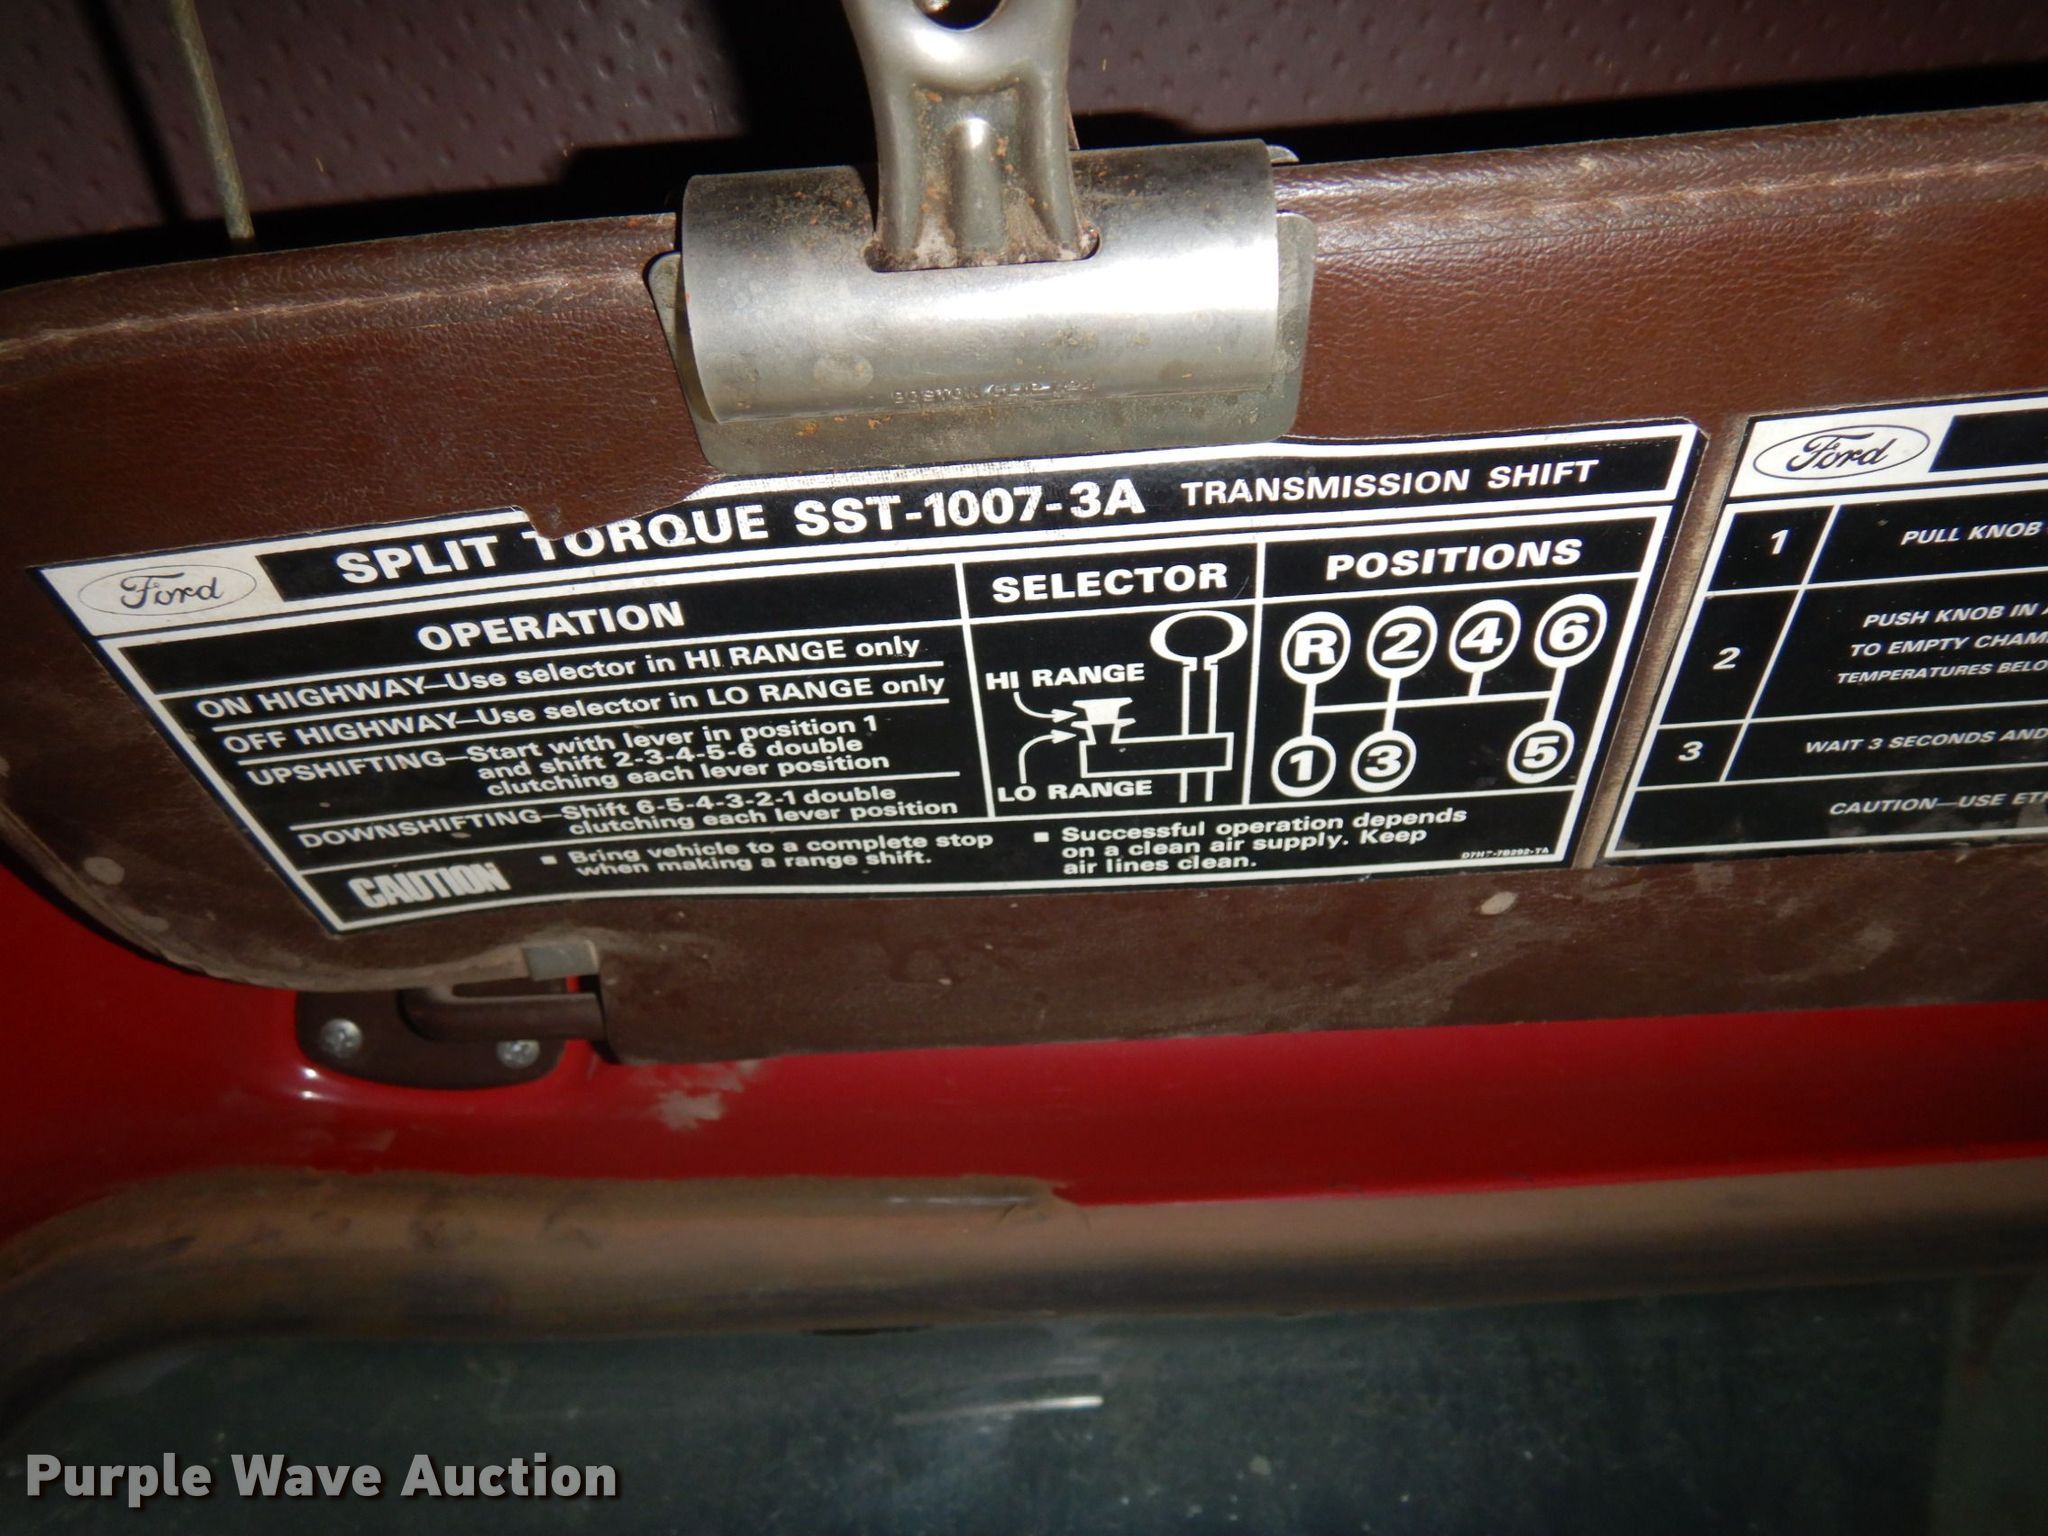 BOSTON CLIP
Ford
SPLIT TORQUE SST-1007-3A TRANSMISSION SHIFT
OPERATION
ON HIGHWAY—Use selector in HI RANGE only
OFF HIGHWAY—Use selector in LO RANGE only
UPSHIFTING—Start with lever in position 1
and shift 2-3-4-5-6 double
clutching each lever position
DOWNSHIFTING—Shift 6-5-4-3-2-1 double
clutching each lever position
SELECTOR
HI RANGE
LO RANGE
POSITIONS
R 2 4 6
1 3 5
CAUTION
▪ Bring vehicle to a complete stop
when making a range shift.
▪ Successful operation depends
on a clean air supply. Keep
air lines clean.
Ford
1 PULL KNOB
2 PUSH KNOB IN
TO EMPTY CHAM
TEMPERATURES BELO
3 WAIT 3 SECONDS AND
CAUTION—USE ET
Purple Wave Auction